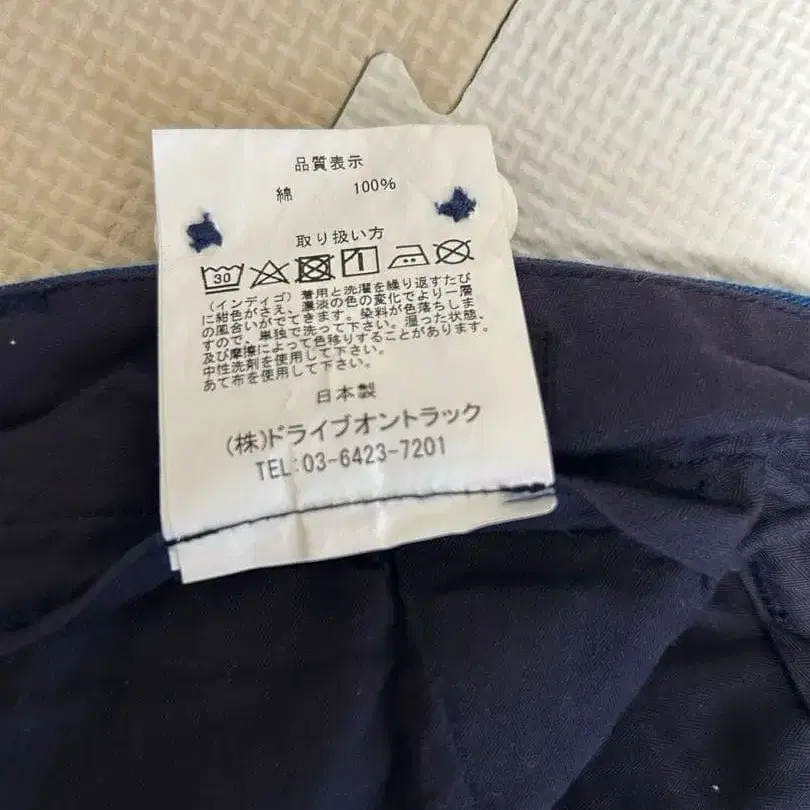 品質表示
綿 100%
取り扱い方
30
(インディゴ) 着用と洗濯を繰り返すたび
に紺色がさえ、濃淡の色の変化でより一層
の風合いがでてきます。染料が色落ちしま
すので、単独で洗って下さい。湿った状態、
及び摩擦によって色移りすることがあります。
中性洗剤を使用して下さい。
あて布を使用して下さい。
日本製
(株)ドライブオントラック
TEL:03-6423-7201